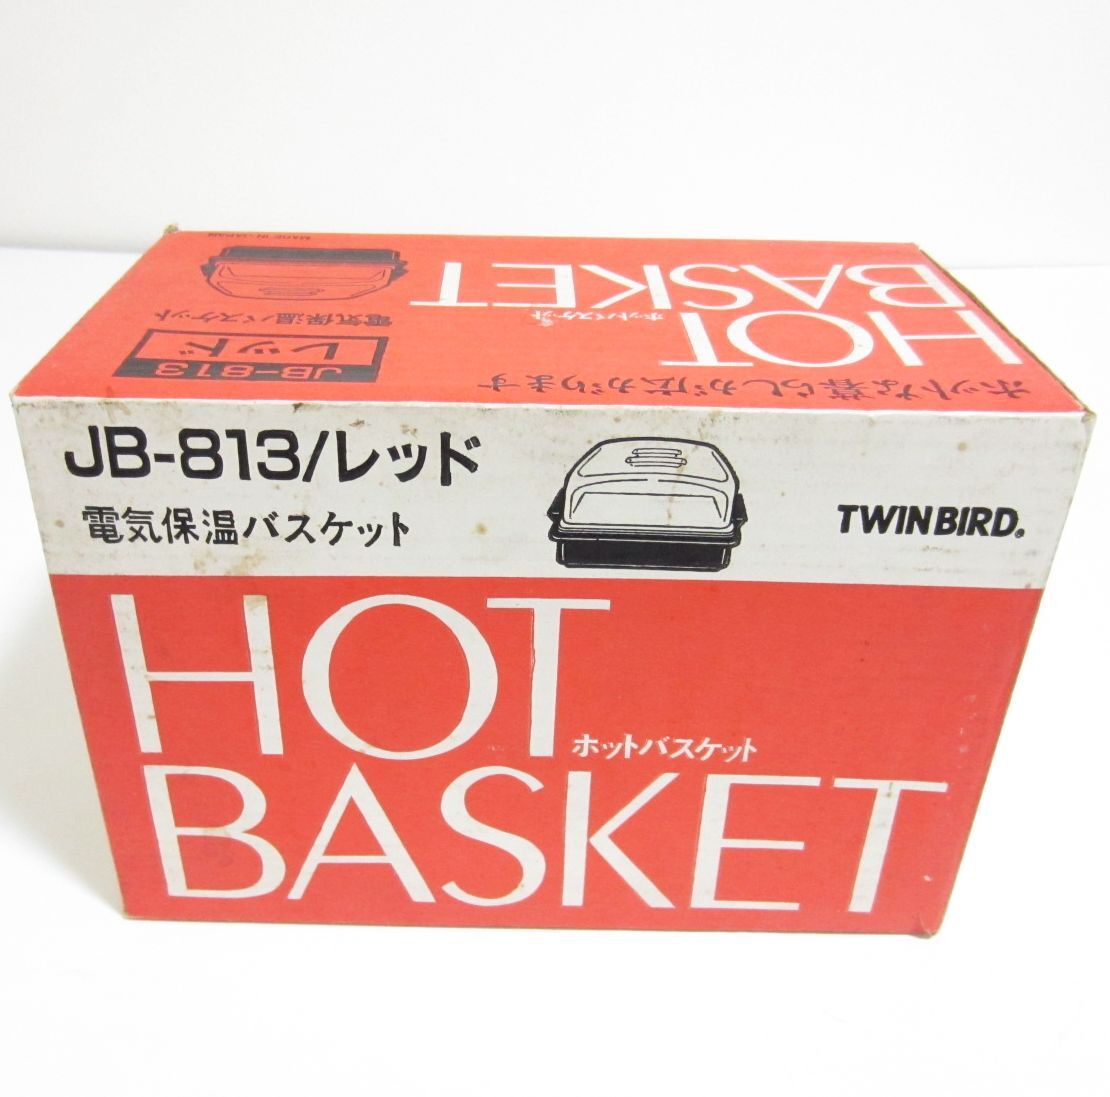 MADE IN JAPAN
HOT
ホットバスケット
BASKET
電気保温バスケット
JB-813
レッド
ホットな暮らしが広がります
JB-813/レッド
電気保温バスケット
TWINBIRD®
HOT
ホットバスケット
BASKET